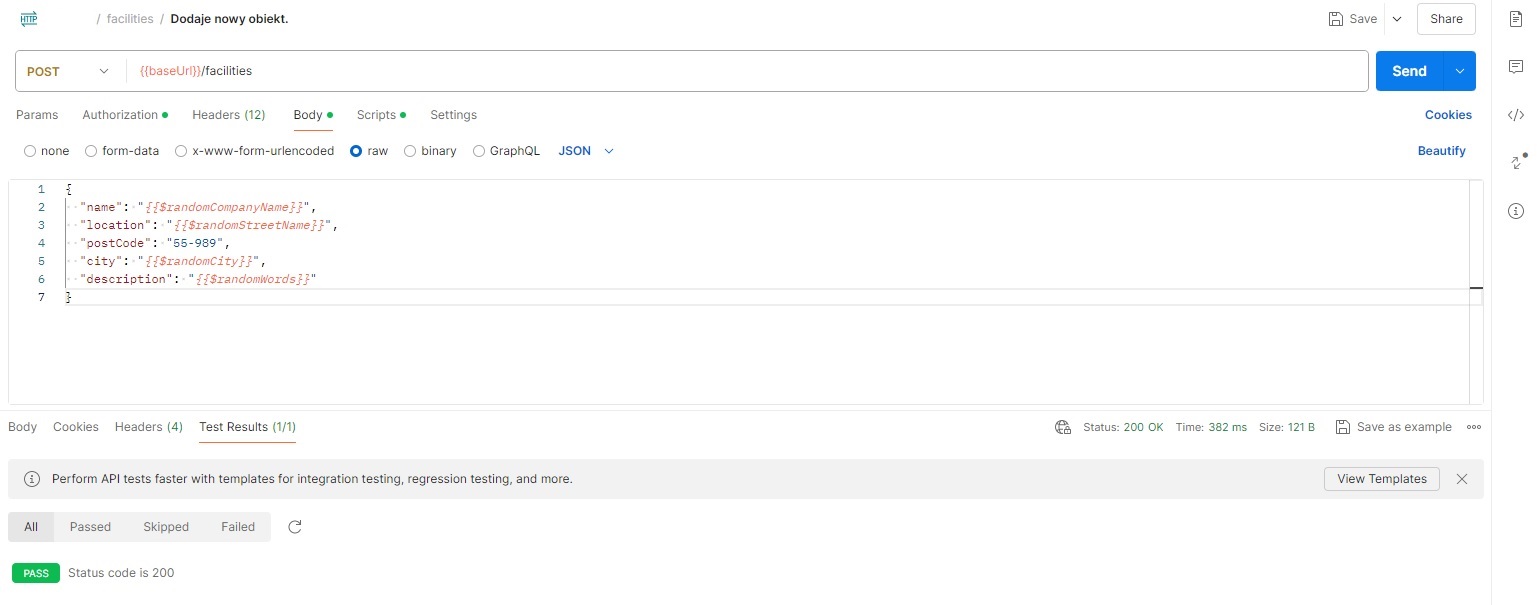 HTTP / facilities / Dodaje nowy obiekt. Save Share
POST {{baseUrl}}/facilities Send
Params Authorization Headers (12) Body Scripts Settings Cookies
none form-data x-www-form-urlencoded raw binary GraphQL JSON Beautify
1 {
2 "name": "{{$randomCompanyName}}",
3 "location": "{{$randomStreetName}}",
4 "postCode": "55-989",
5 "city": "{{$randomCity}}",
6 "description": "{{$randomWords}}"
7 }
Body Cookies Headers (4) Test Results (1/1) Status: 200 OK Time: 382 ms Size: 121 B Save as example
Perform API tests faster with templates for integration testing, regression testing, and more. View Templates
All Passed Skipped Failed
PASS Status code is 200